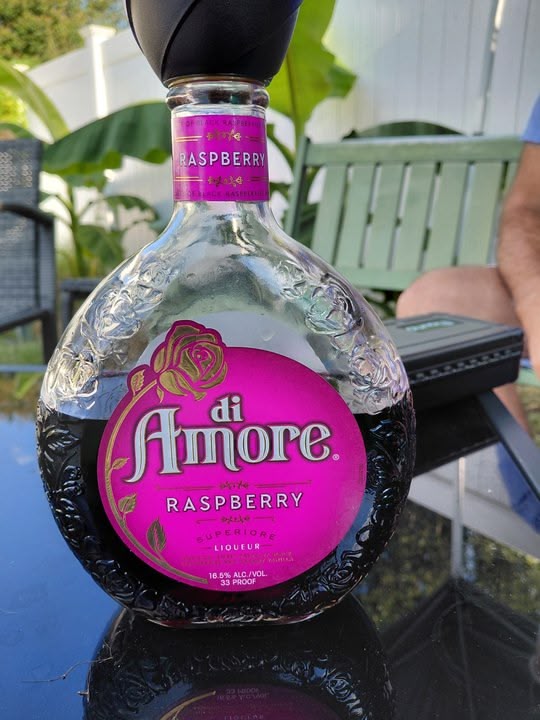 RASPBERRY
di
Amore®
RASPBERRY
SUPERIORE
LIQUEUR
16.5% ALC./VOL.
33 PROOF